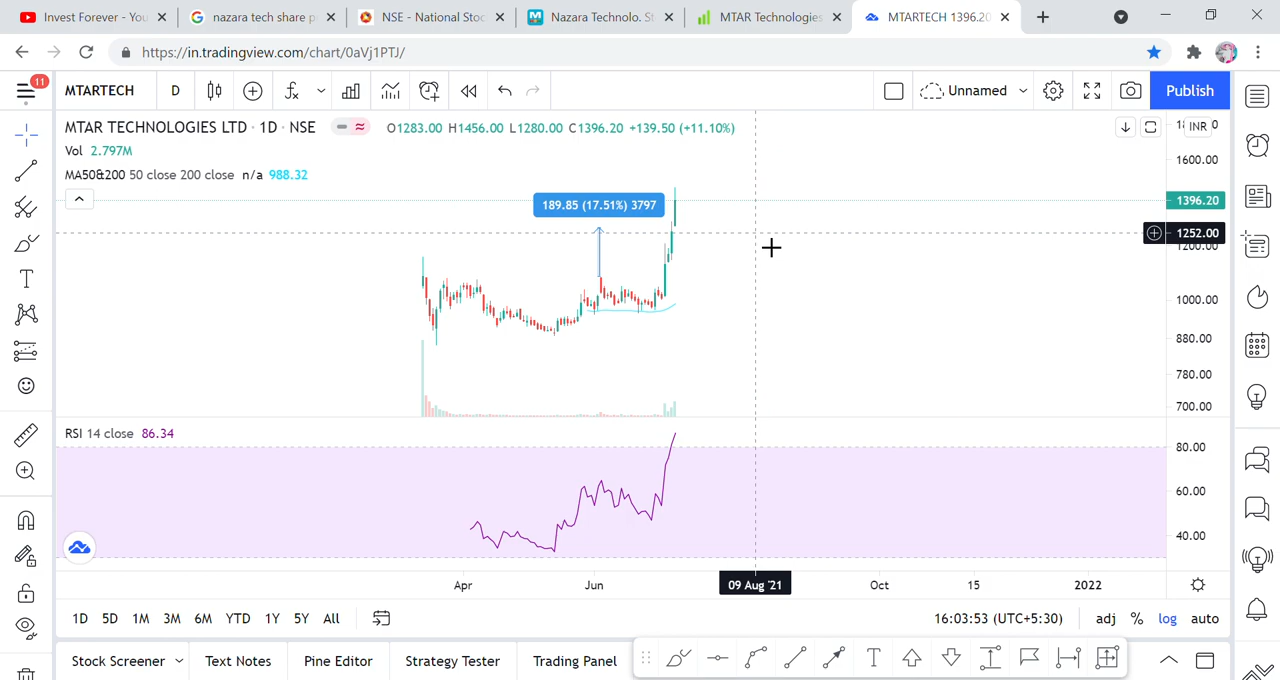 Invest Forever - You
nazara tech share p
NSE - National Stoc
Nazara Technolo. S
MTAR Technologies
MTARTECH 1396.20
https://in.tradingview.com/chart/0aVj1PTJ/
11
MTARTECH
D
Unnamed
Publish
MTAR TECHNOLOGIES LTD · 1D · NSE
O1283.00 H1456.00 L1280.00 C1396.20 +139.50 (+11.10%)
INR
Vol 2.797M
1600.00
MA50&200 50 close 200 close n/a 988.32
1396.20
189.85 (17.51%) 3797
1252.00
1200.00
1000.00
880.00
780.00
700.00
RSI 14 close 86.34
80.00
60.00
40.00
Apr
Jun
09 Aug '21
Oct
15
2022
1D
5D
1M
3M
6M
YTD
1Y
5Y
All
16:03:53 (UTC+5:30)
adj
%
log
auto
Stock Screener
Text Notes
Pine Editor
Strategy Tester
Trading Panel